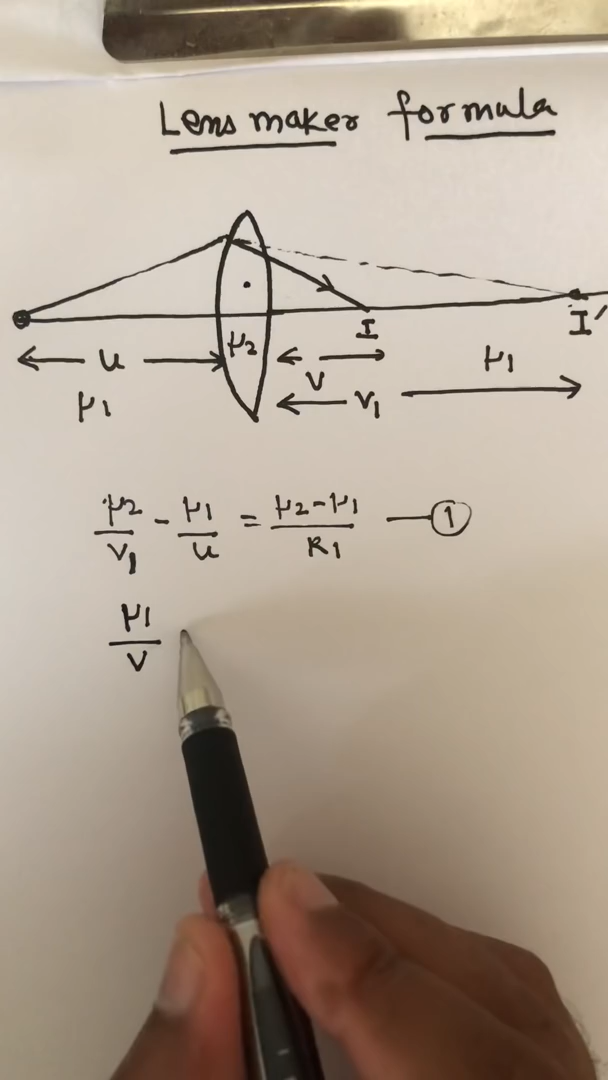 Lens maker formula
I I'
u μ2 v μ1
μ1 v1
μ2/v1 - μ1/u = μ2-μ1/R1 — ①
μ1/v